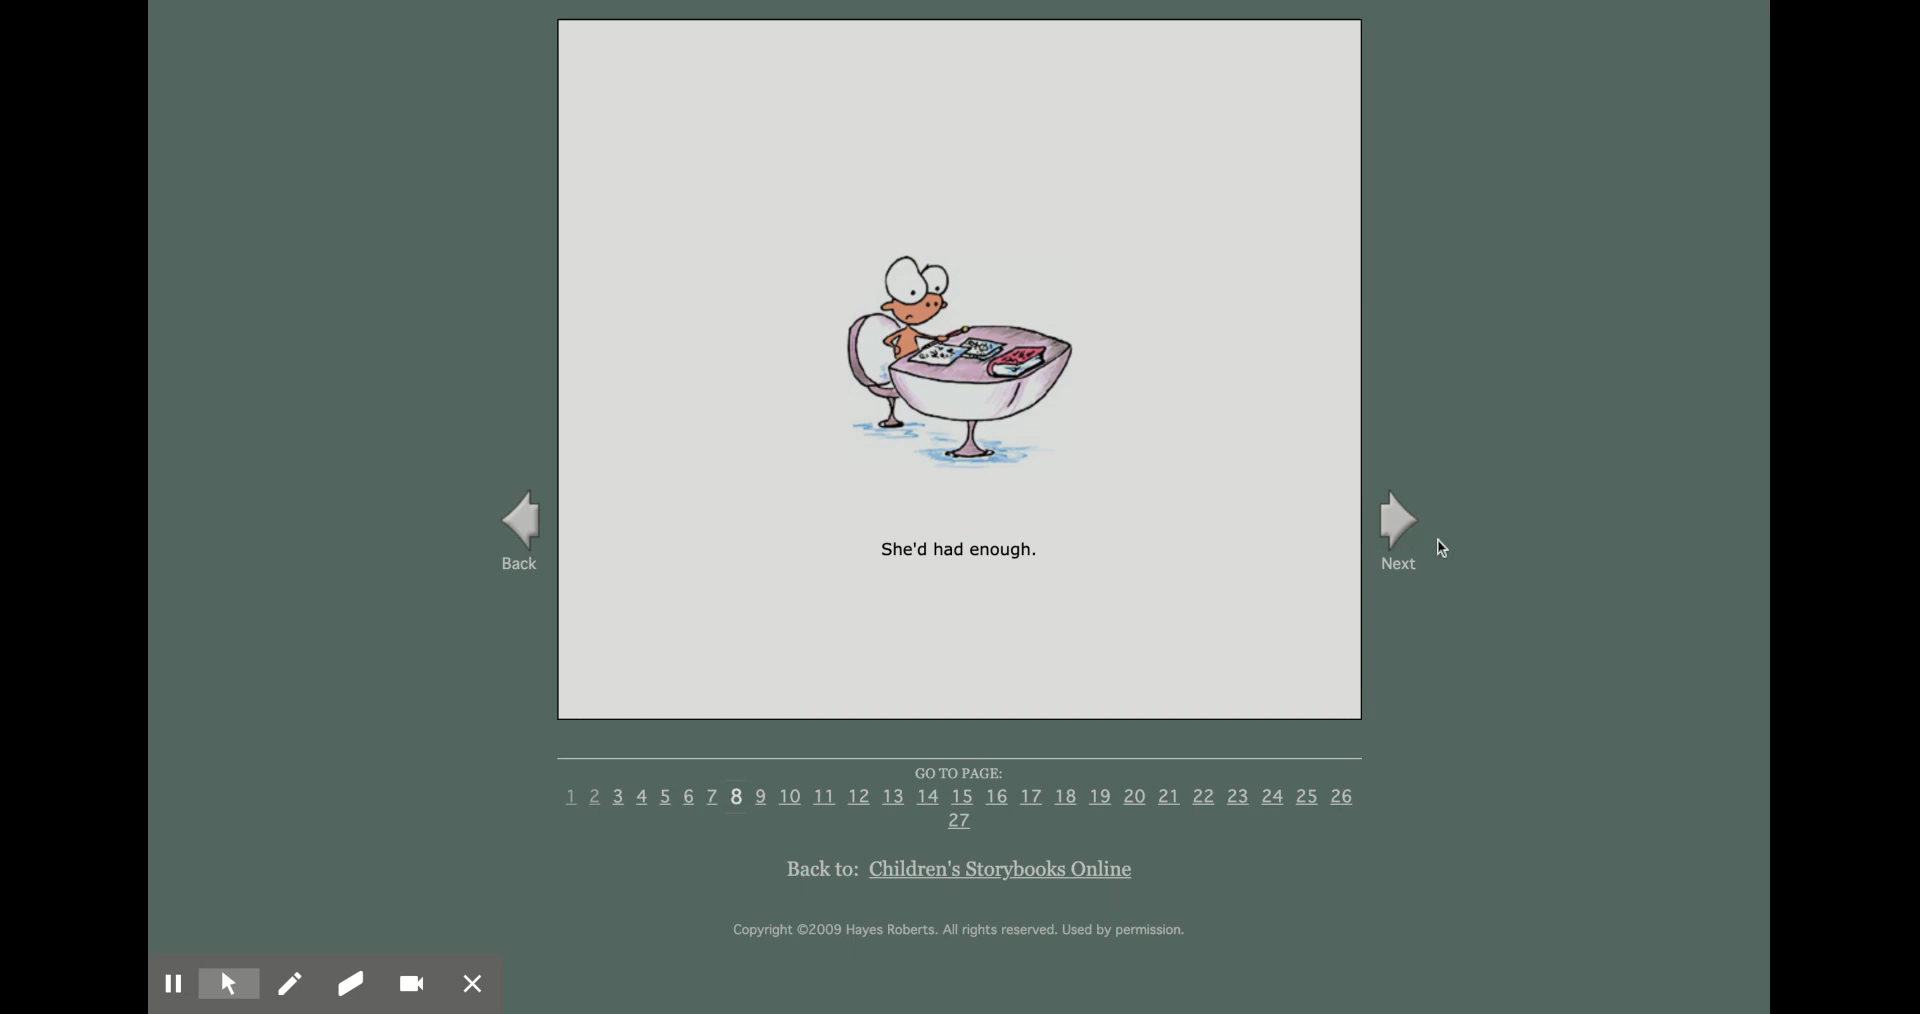 She'd had enough.
Back
Next
GO TO PAGE:
1 2 3 4 5 6 7 8 9 10 11 12 13 14 15 16 17 18 19 20 21 22 23 24 25 26
27
Back to: Children's Storybooks Online
Copyright ©2009 Hayes Roberts. All rights reserved. Used by permission.